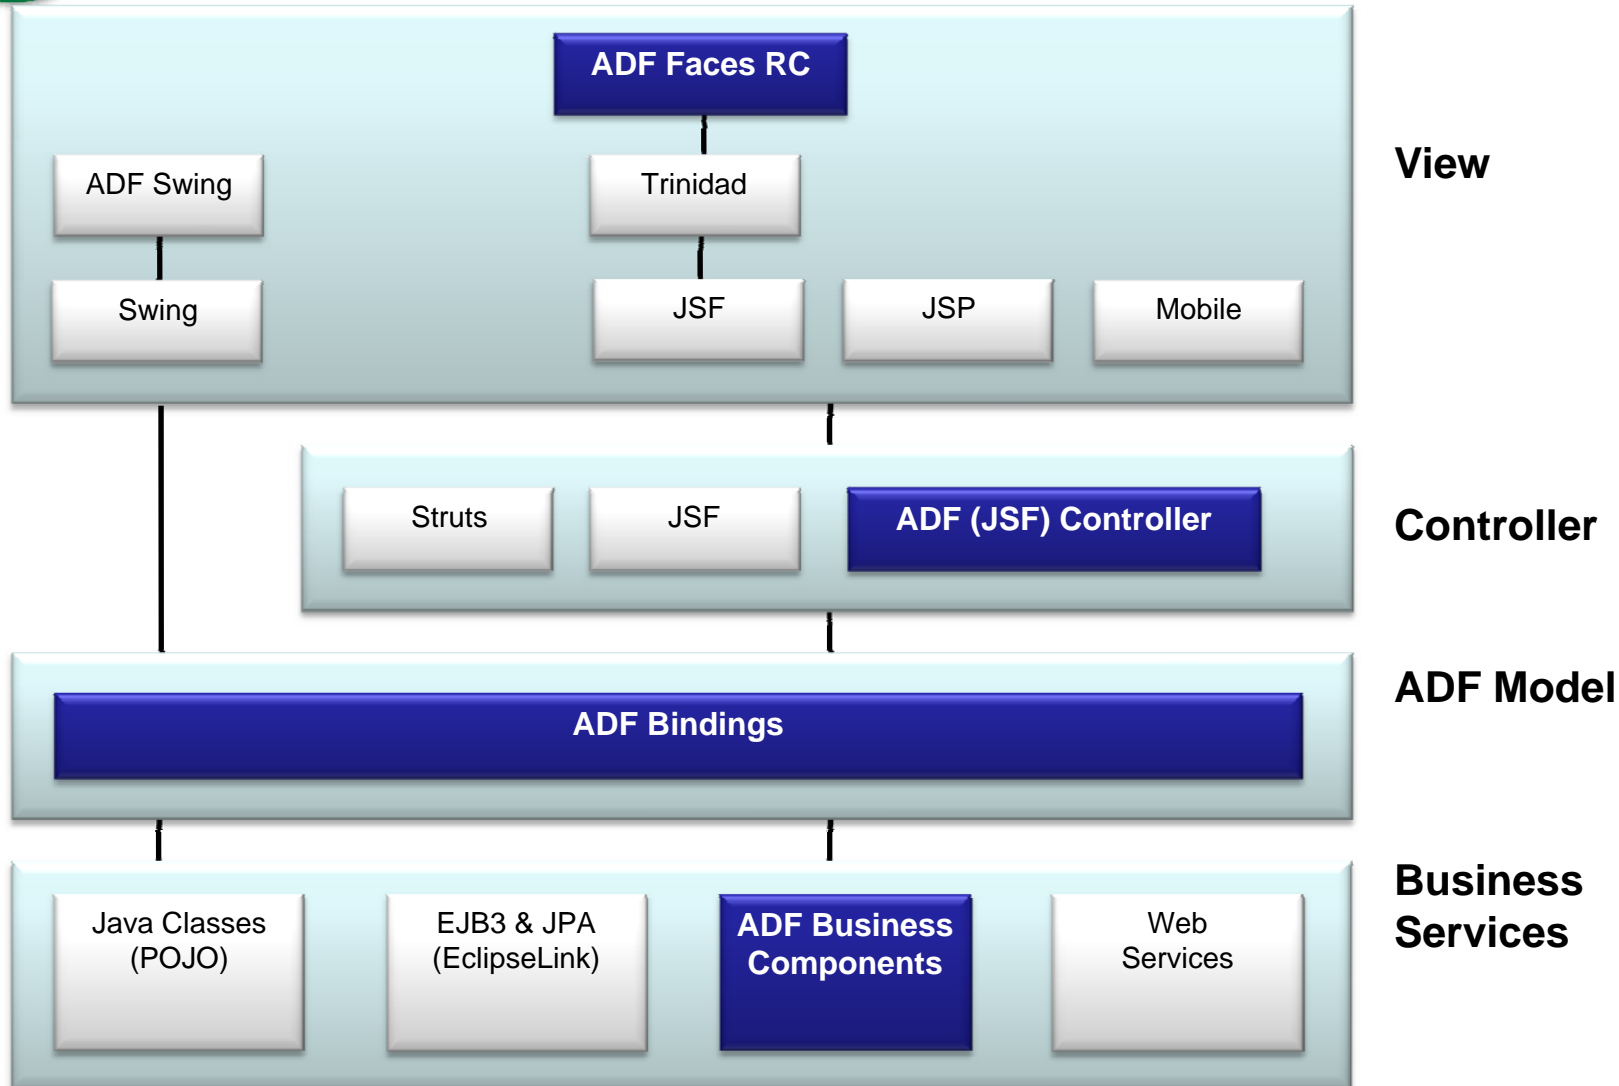 ADF Faces RC
View
ADF Swing
Trinidad
Swing
JSF
JSP
Mobile
Struts
JSF
ADF (JSF) Controller
Controller
ADF Model
ADF Bindings
Business
Services
Java Classes
(POJO)
EJB3 & JPA
(EclipseLink)
ADF Business
Components
Web
Services